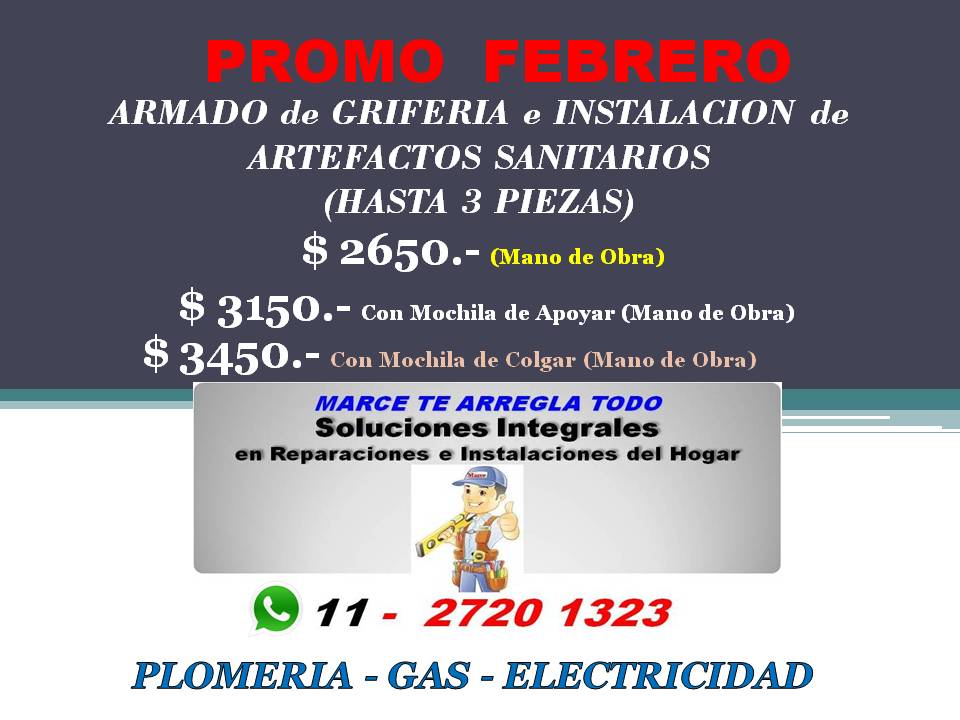 PROMO FEBRERO
ARMADO de GRIFERIA e INSTALACION de
ARTEFACTOS SANITARIOS
(HASTA 3 PIEZAS)
$ 2650.- (Mano de Obra)
$ 3150.- Con Mochila de Apoyar (Mano de Obra)
$ 3450.- Con Mochila de Colgar (Mano de Obra)
MARCE TE ARREGLA TODO
Soluciones Integrales
en Reparaciones e Instalaciones del Hogar
Marce
11 - 2720 1323
PLOMERIA - GAS - ELECTRICIDAD